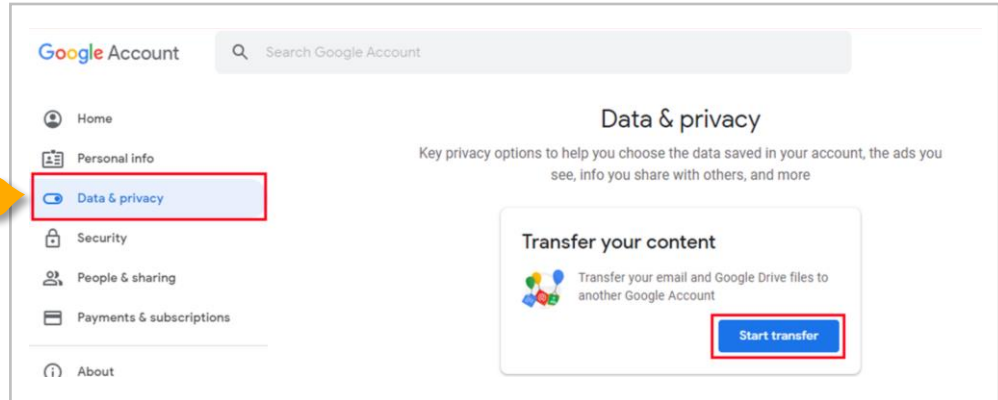 Google Account
Search Google Account
Home
Personal info
Data & privacy
Security
People & sharing
Payments & subscriptions
About
Data & privacy
Key privacy options to help you choose the data saved in your account, the ads you
see, info you share with others, and more
Transfer your content
Transfer your email and Google Drive files to
another Google Account
Start transfer